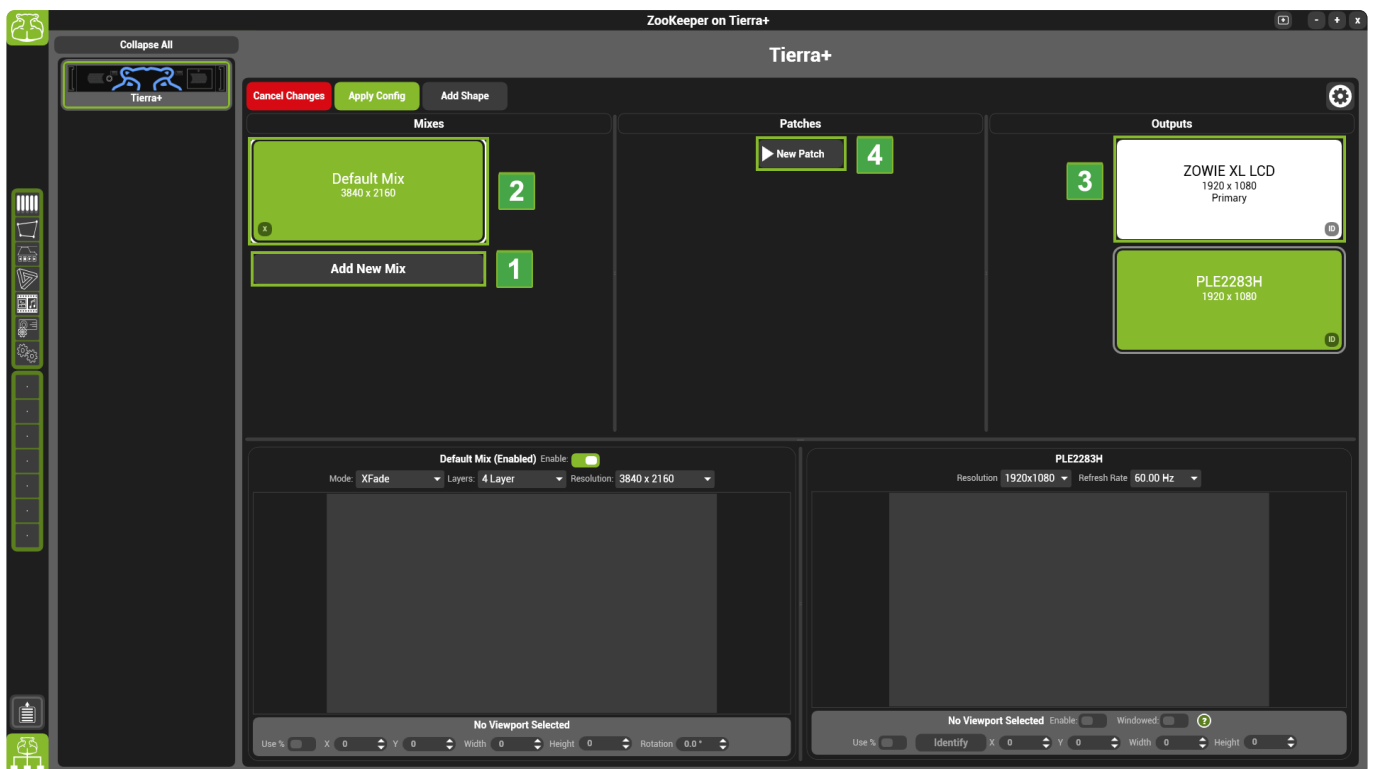 ZooKeeper on Tierra+
- + x
Collapse All
Tierra+
Tierra+
Cancel Changes Apply Config Add Shape
Mixes Patches Outputs
Default Mix
3840 x 2160
X
2
Add New Mix
1
New Patch
4
3
ZOWIE XL LCD
1920 x 1080
Primary
ID
PLE2283H
1920 x 1080
ID
Default Mix (Enabled) Enable:
Mode: XFade Layers: 4 Layer Resolution: 3840 x 2160
No Viewport Selected
Use % X 0 Y 0 Width 0 Height 0 Rotation 0.0 °
PLE2283H
Resolution 1920x1080 Refresh Rate 60.00 Hz
No Viewport Selected Enable: Windowed: ?
Use % Identify X 0 Y 0 Width 0 Height 0